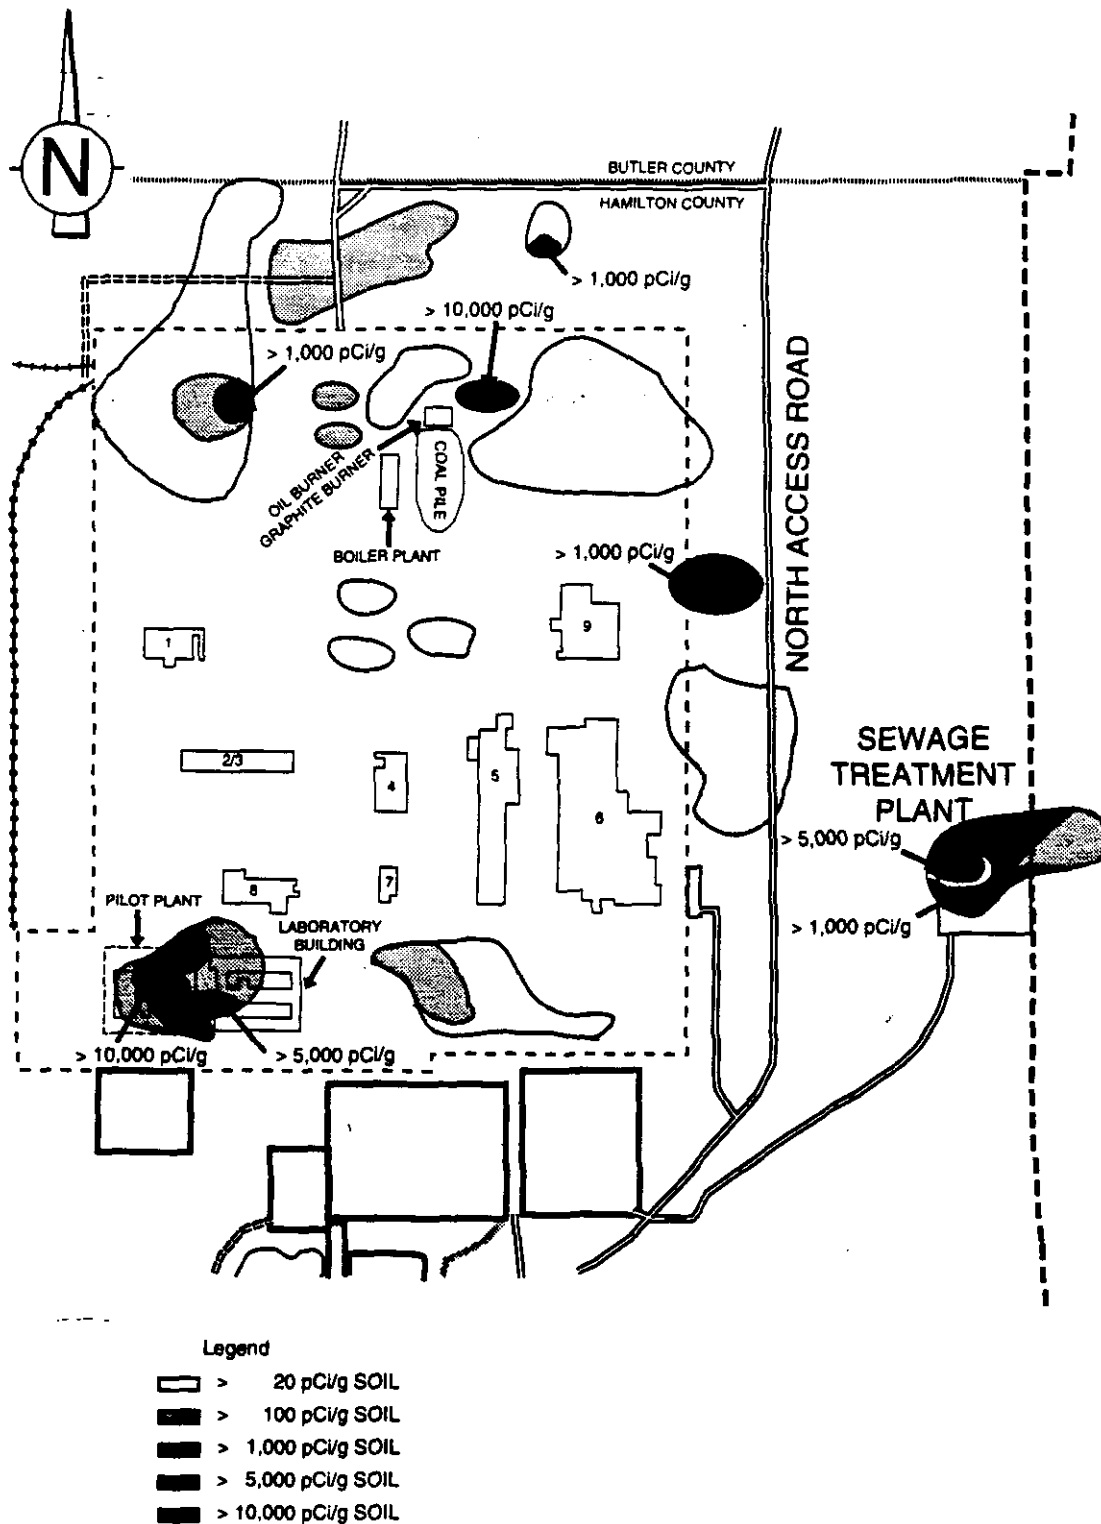 N
BUTLER COUNTY
HAMILTON COUNTY
> 1,000 pCi/g
> 10,000 pCi/g
> 1,000 pCi/g
OIL BURNER
GRAPHITE BURNER
COAL PILE
BOILER PLANT
> 1,000 pCi/g
NORTH ACCESS ROAD
1
9
2/3
4
5
6
SEWAGE
TREATMENT
PLANT
> 5,000 pCi/g
8
7
PILOT PLANT
LABORATORY
BUILDING
> 1,000 pCi/g
> 10,000 pCi/g
> 5,000 pCi/g
Legend
> 20 pCi/g SOIL
> 100 pCi/g SOIL
> 1,000 pCi/g SOIL
> 5,000 pCi/g SOIL
> 10,000 pCi/g SOIL